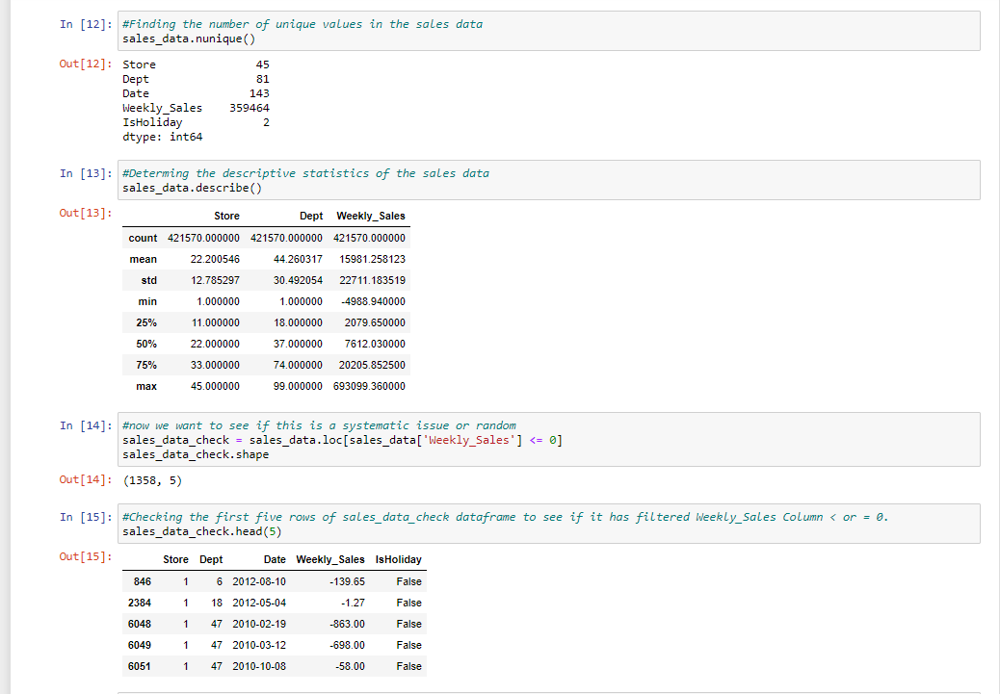 In [12]: #Finding the number of unique values in the sales data
sales_data.nunique()
Out[12]: Store 45
Dept 81
Date 143
Weekly_Sales 359464
IsHoliday 2
dtype: int64
In [13]: #Determing the descriptive statistics of the sales data
sales_data.describe()
Out[13]:
Store Dept Weekly_Sales
count 421570.000000 421570.000000 421570.000000
mean 22.200546 44.260317 15981.258123
std 12.785297 30.492054 22711.183519
min 1.000000 1.000000 -4988.940000
25% 11.000000 18.000000 2079.650000
50% 22.000000 37.000000 7612.030000
75% 33.000000 74.000000 20205.852500
max 45.000000 99.000000 693099.360000
In [14]: #now we want to see if this is a systematic issue or random
sales_data_check = sales_data.loc[sales_data['Weekly_Sales'] <= 0]
sales_data_check.shape
Out[14]: (1358, 5)
In [15]: #Checking the first five rows of sales_data_check dataframe to see if it has filtered Weekly_Sales Column < or = 0.
sales_data_check.head(5)
Out[15]:
Store Dept Date Weekly_Sales IsHoliday
846 1 6 2012-08-10 -139.65 False
2384 1 18 2012-05-04 -1.27 False
6048 1 47 2010-02-19 -863.00 False
6049 1 47 2010-03-12 -698.00 False
6051 1 47 2010-10-08 -58.00 False